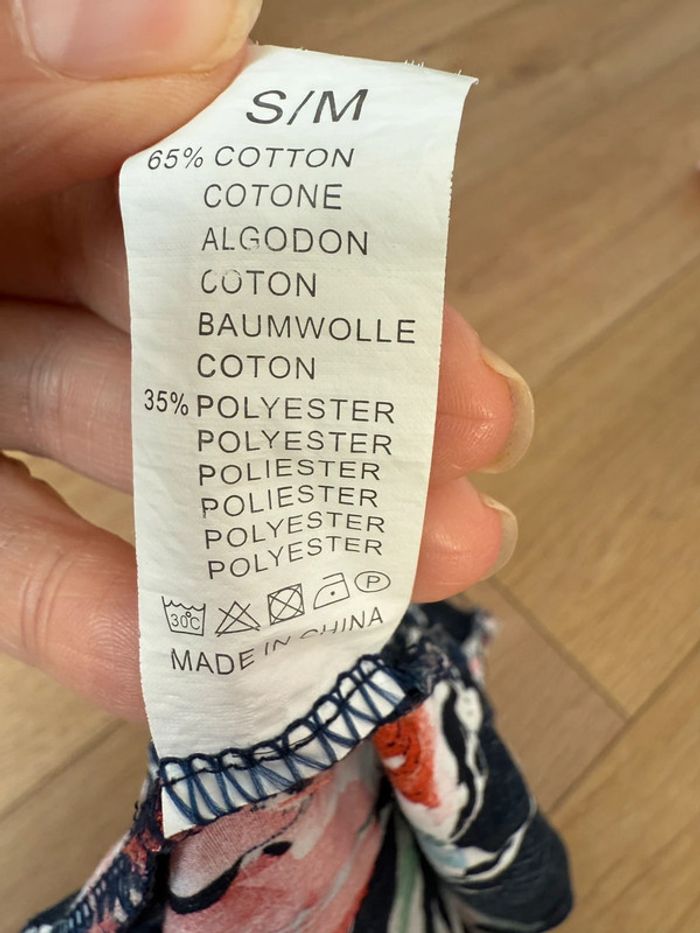 S/M
65% COTTON
COTONE
ALGODON
COTON
BAUMWOLLE
COTON
35% POLYESTER
POLYESTER
POLIESTER
POLIESTER
POLYESTER
POLYESTER
30°C P
MADE IN CHINA